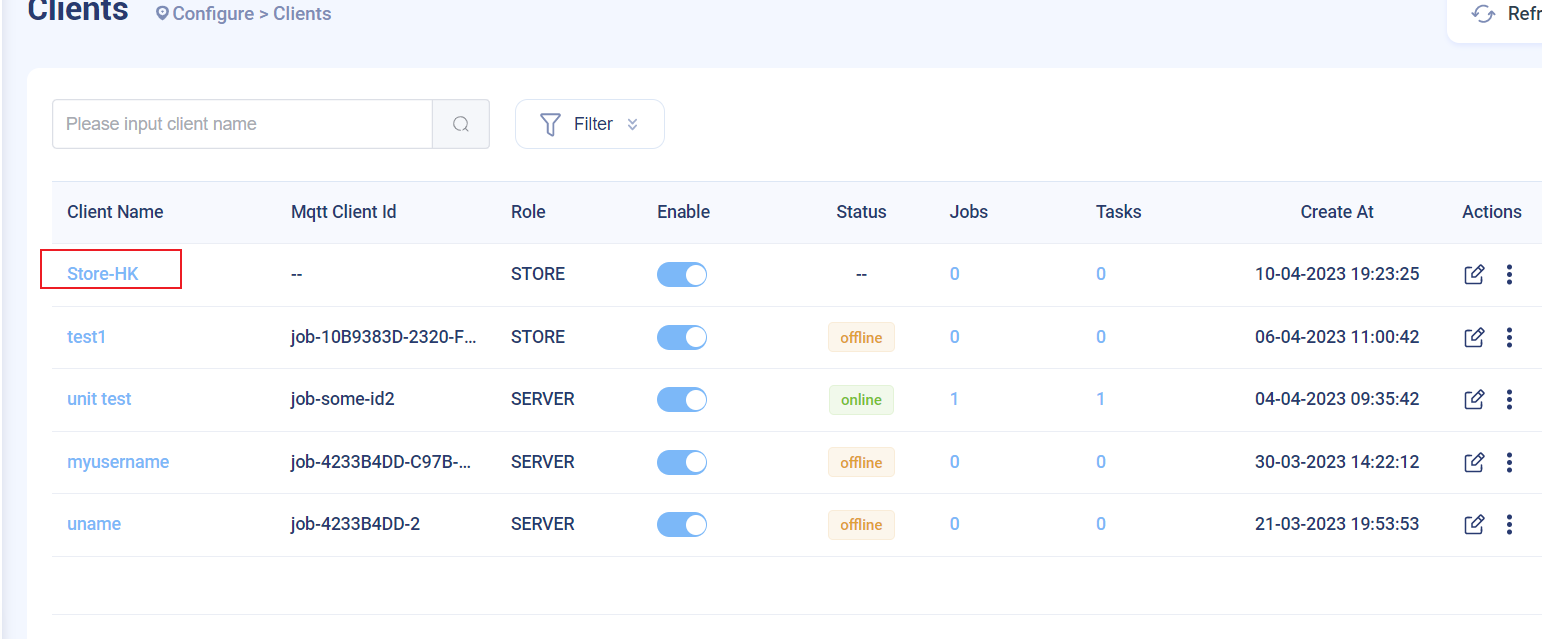 Clients Configure > Clients Refr
Please input client name Filter
Client Name Mqtt Client Id Role Enable Status Jobs Tasks Create At Actions
Store-HK -- STORE -- 0 0 10-04-2023 19:23:25
test1 job-10B9383D-2320-F... STORE offline 0 0 06-04-2023 11:00:42
unit test job-some-id2 SERVER online 1 1 04-04-2023 09:35:42
myusername job-4233B4DD-C97B-... SERVER offline 0 0 30-03-2023 14:22:12
uname job-4233B4DD-2 SERVER offline 0 0 21-03-2023 19:53:53